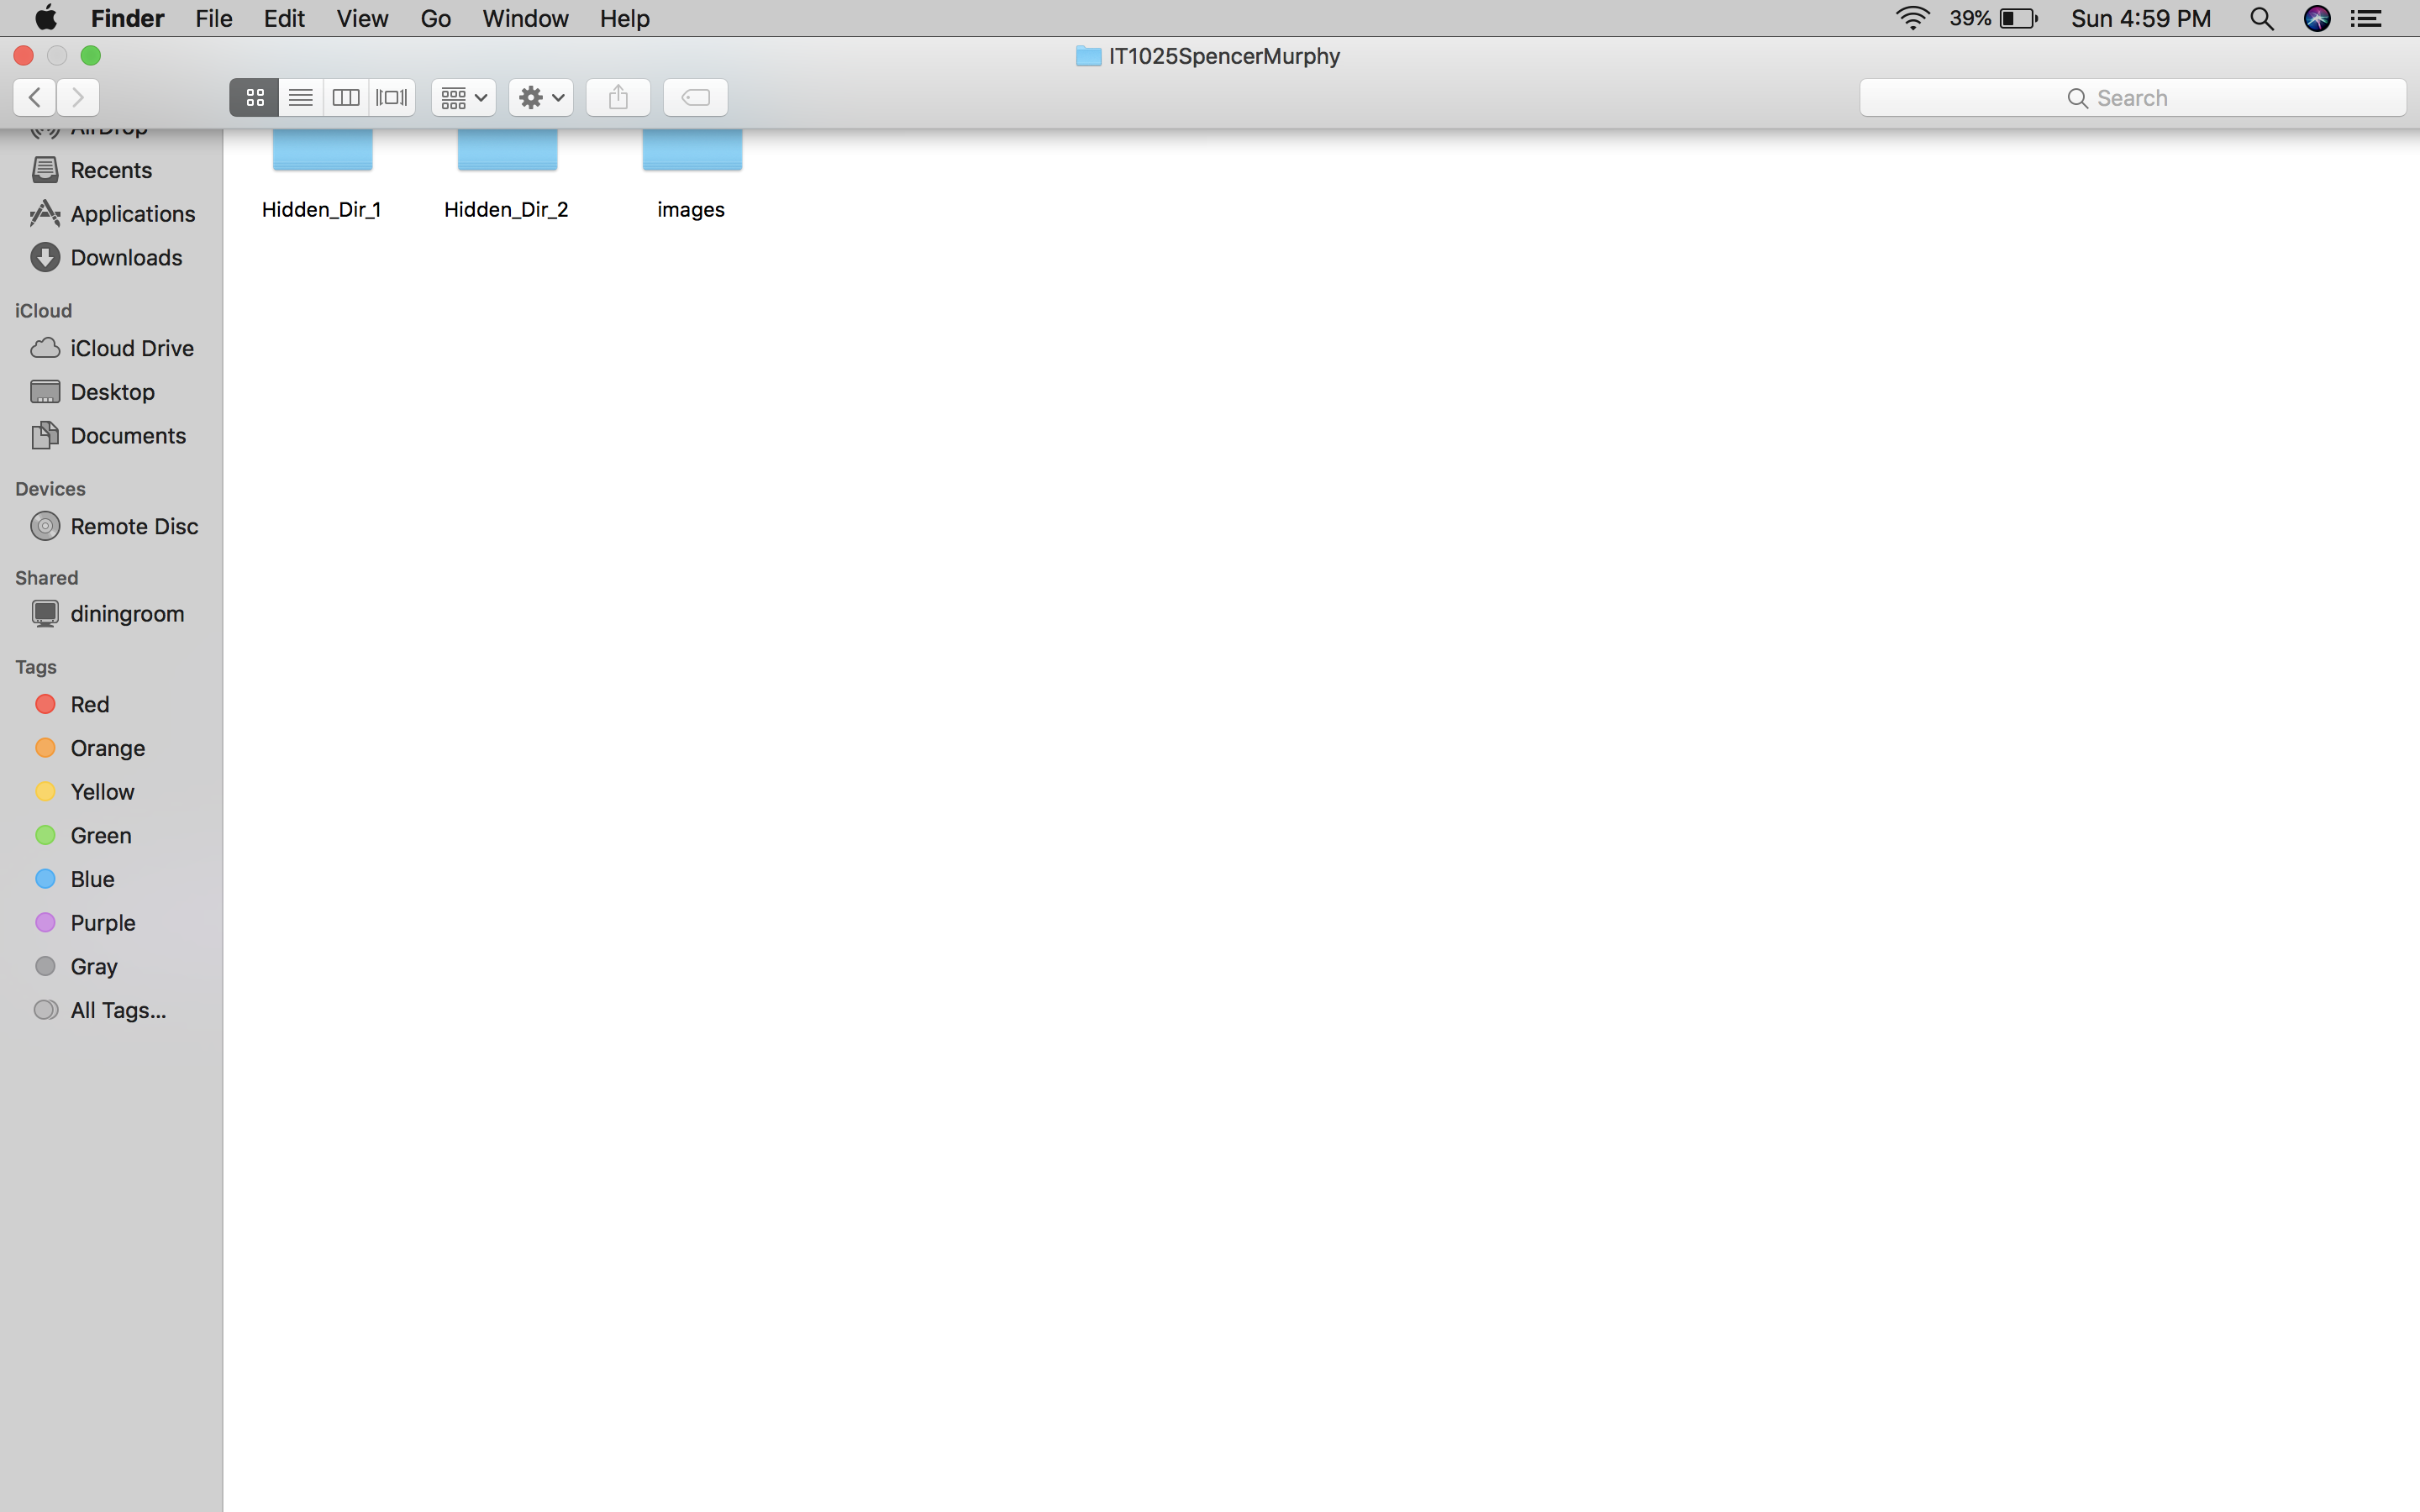 Finder File Edit View Go Window Help 39% Sun 4:59 PM
IT1025SpencerMurphy
Search
AirDrop
Recents
Applications
Downloads
iCloud
iCloud Drive
Desktop
Documents
Devices
Remote Disc
Shared
diningroom
Tags
Red
Orange
Yellow
Green
Blue
Purple
Gray
All Tags...
Hidden_Dir_1 Hidden_Dir_2 images